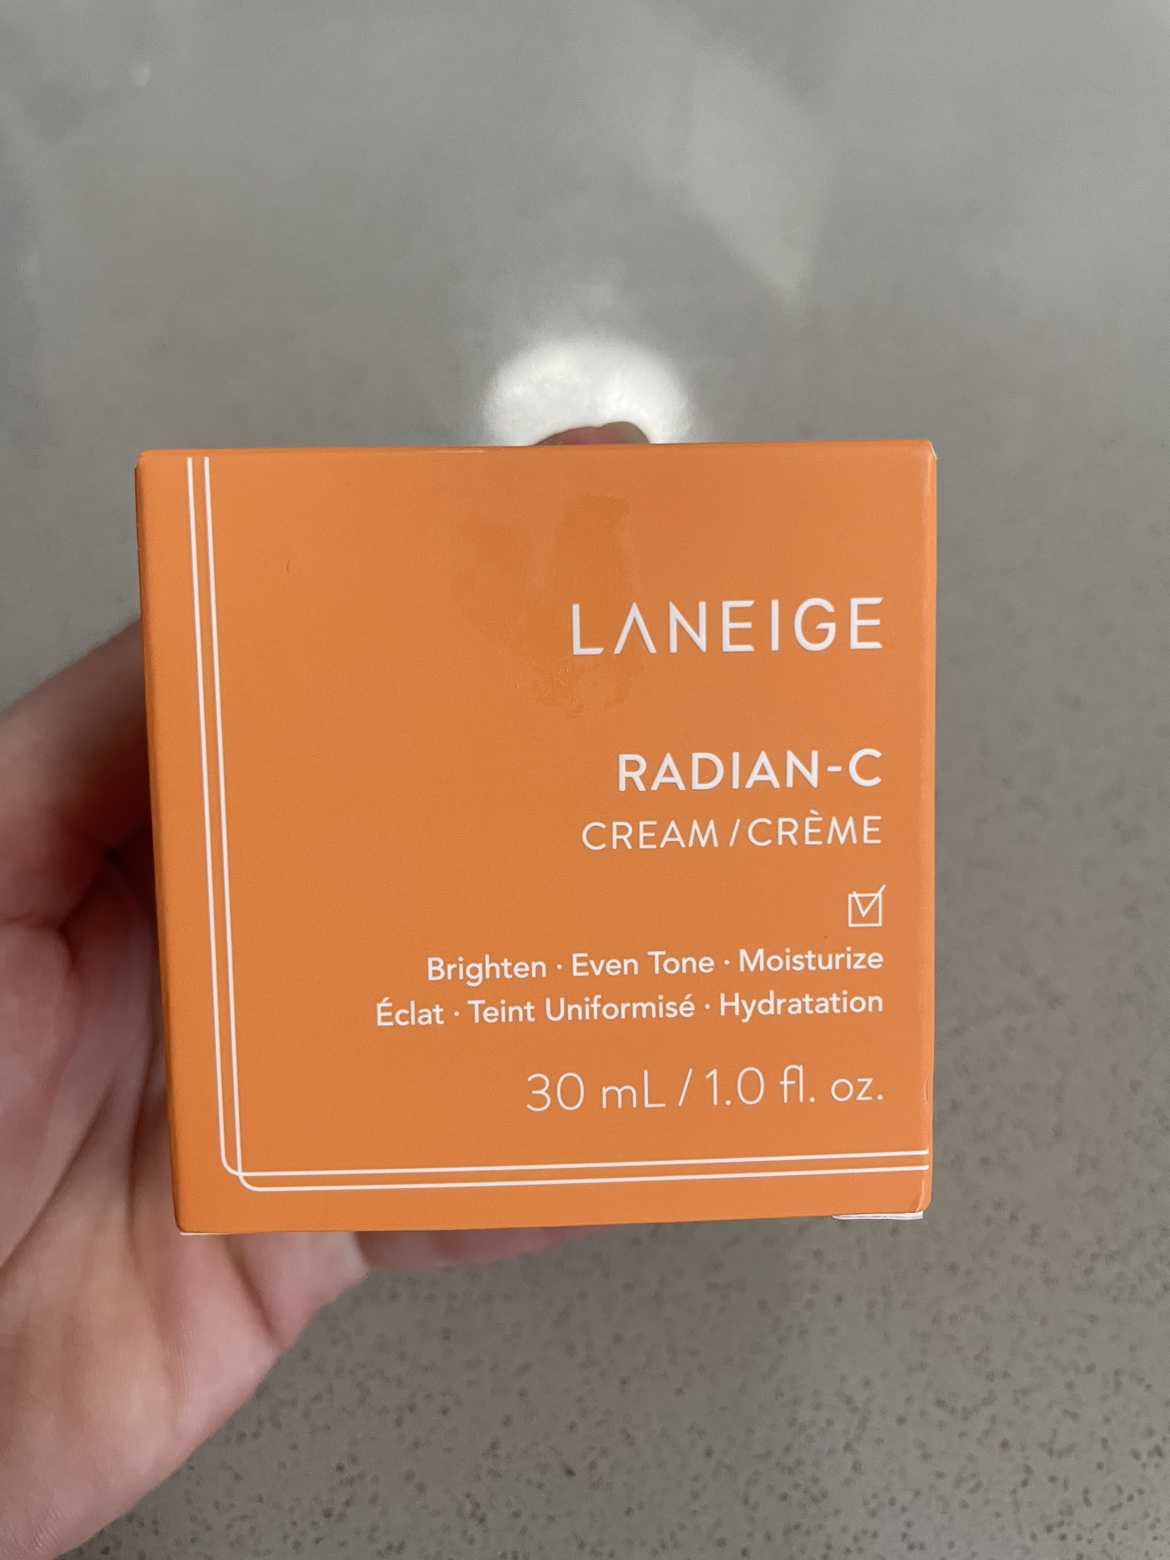 LANEIGE
RADIAN-C
CREAM / CRÈME
Brighten · Even Tone · Moisturize
Éclat · Teint Uniformisé · Hydratation
30 mL / 1.0 fl. oz.